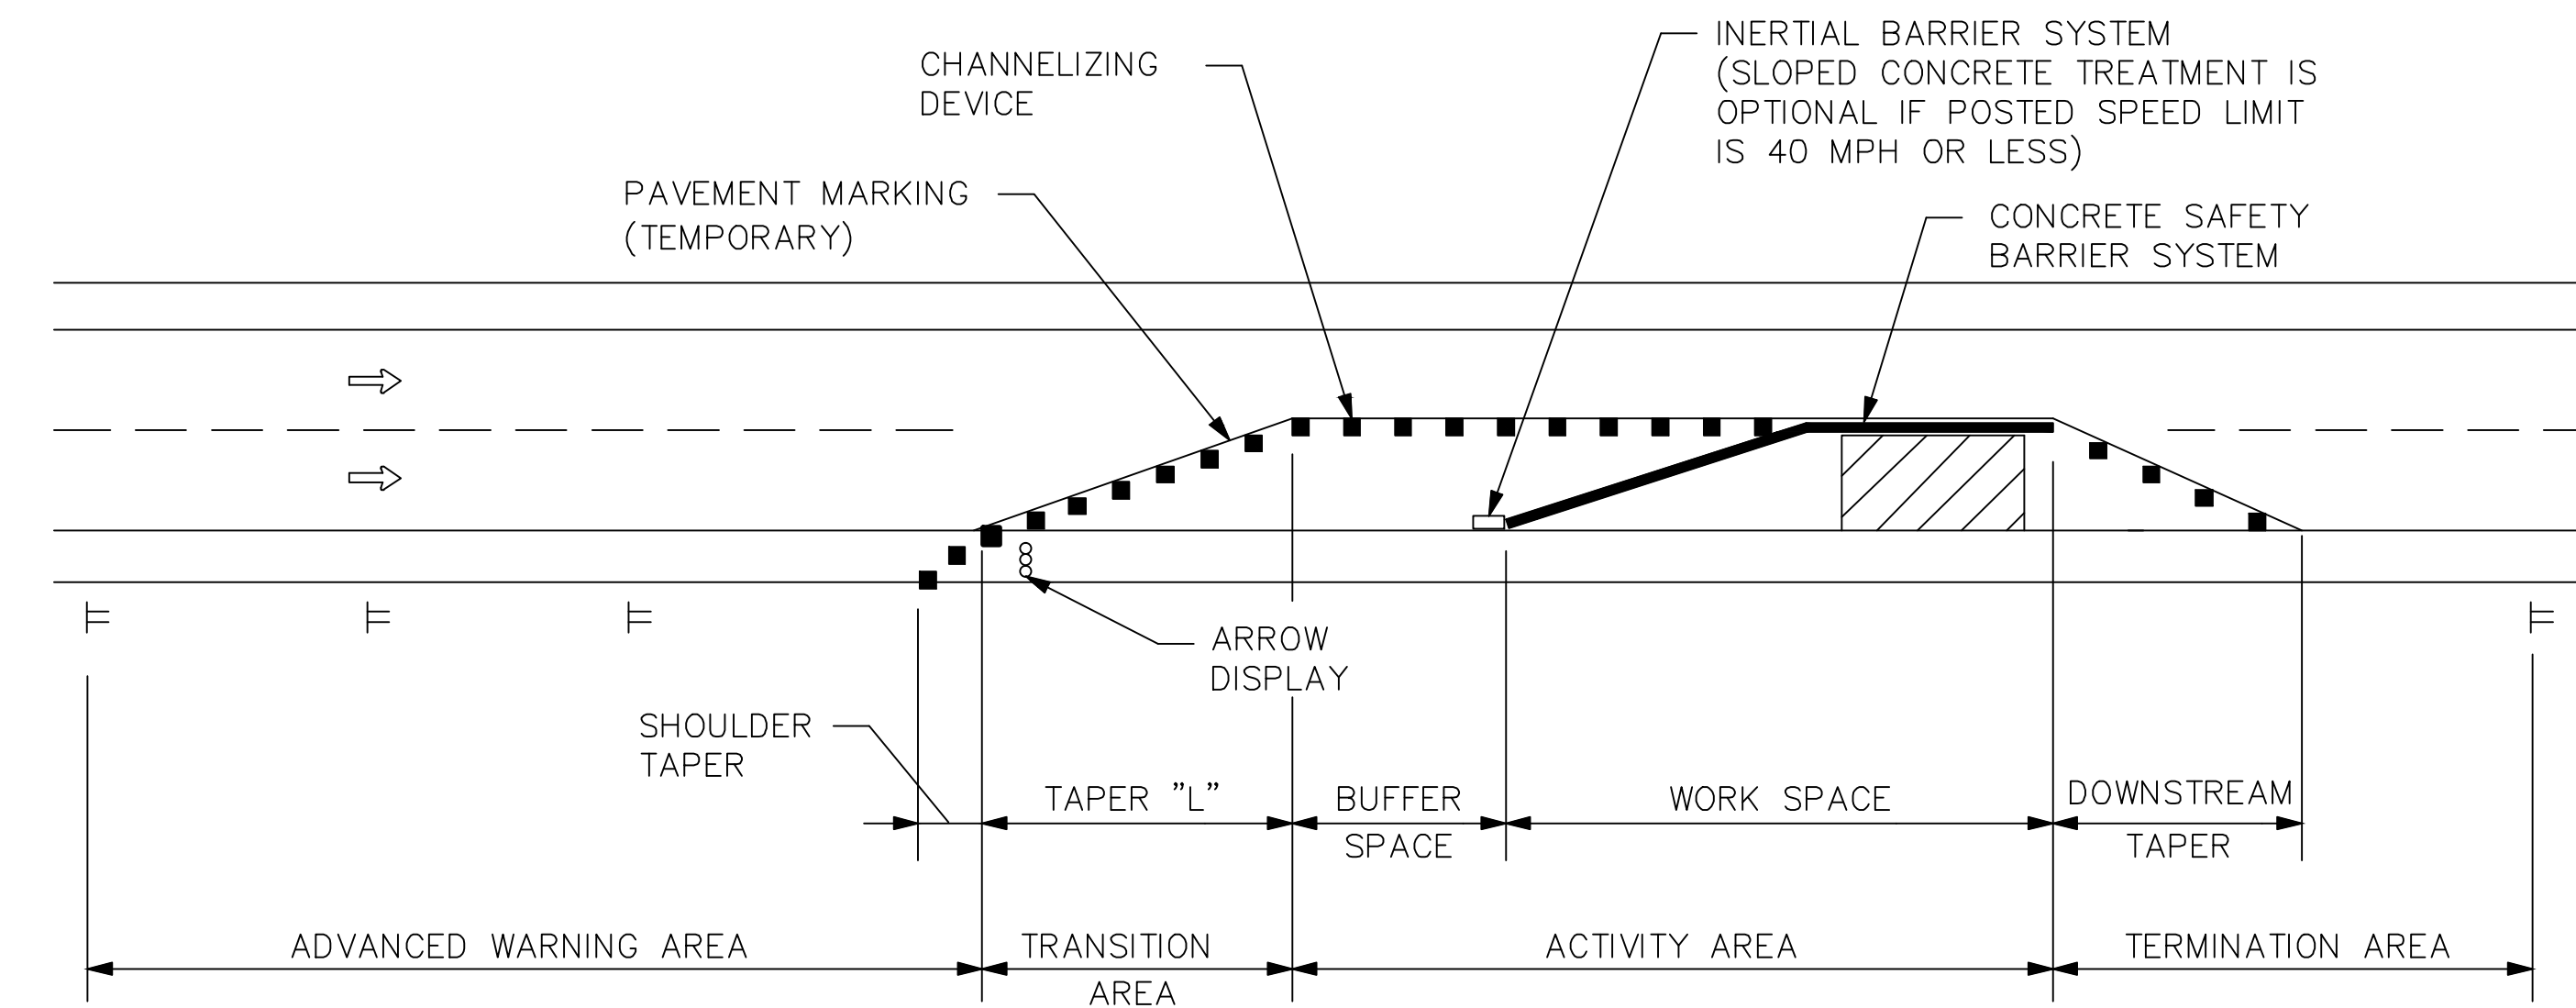 INERTIAL BARRIER SYSTEM
(SLOPED CONCRETE TREATMENT IS
OPTIONAL IF POSTED SPEED LIMIT
IS 40 MPH OR LESS)
CHANNELIZING
DEVICE
PAVEMENT MARKING
(TEMPORARY)
CONCRETE SAFETY
BARRIER SYSTEM
ARROW
DISPLAY
SHOULDER
TAPER
TAPER "L"
BUFFER
SPACE
WORK SPACE
DOWNSTREAM
TAPER
ADVANCED WARNING AREA
TRANSITION
AREA
ACTIVITY AREA
TERMINATION AREA